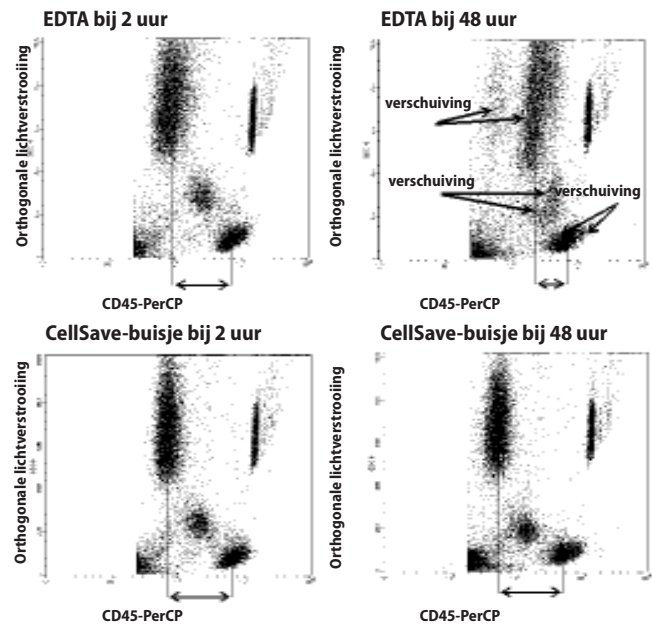 EDTA bij 2 uur
Orthogonale lichtverstrooiing
CD45-PerCP
EDTA bij 48 uur
Orthogonale lichtverstrooiing
verschuiving
verschuiving
verschuiving
CD45-PerCP
CellSave-buisje bij 2 uur
Orthogonale lichtverstrooiing
CD45-PerCP
CellSave-buisje bij 48 uur
Orthogonale lichtverstrooiing
CD45-PerCP